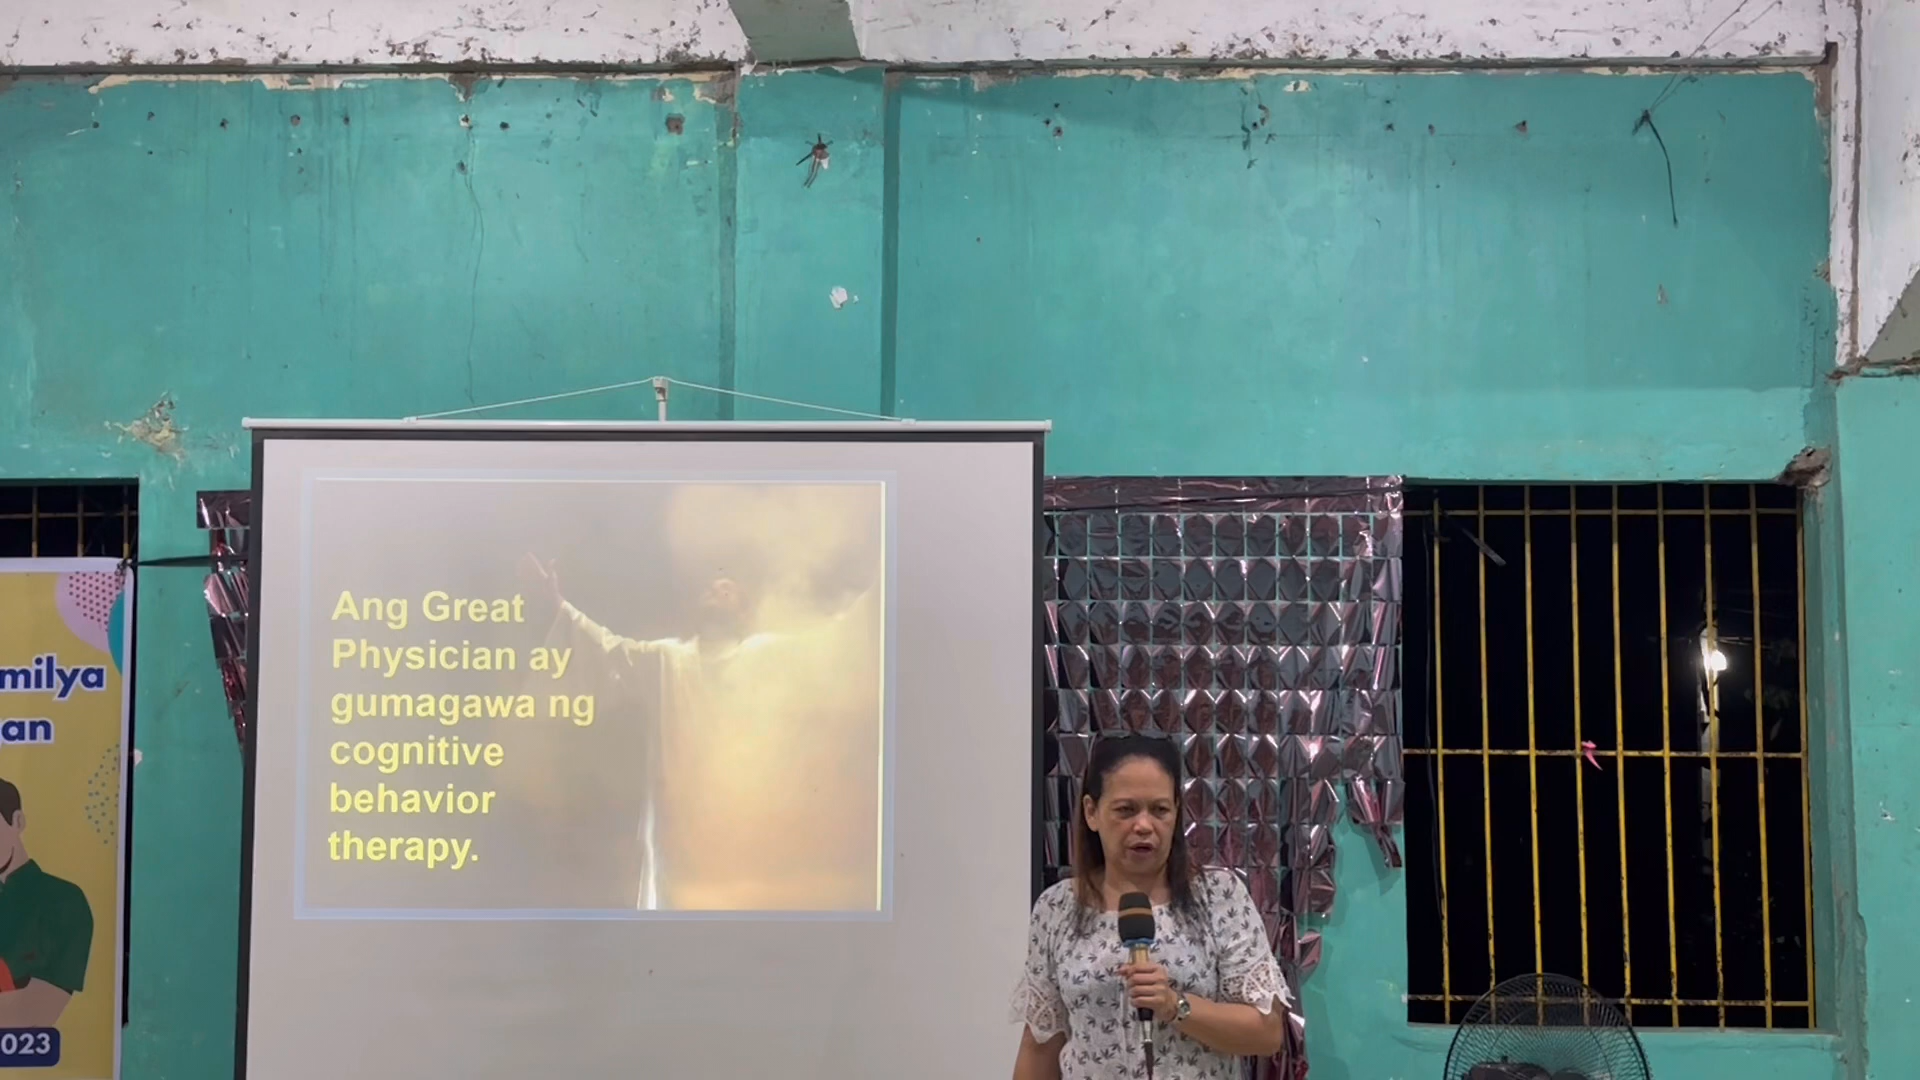 Ang Great
Physician ay
gumagawa ng
cognitive
behavior
therapy.
milya
an
023